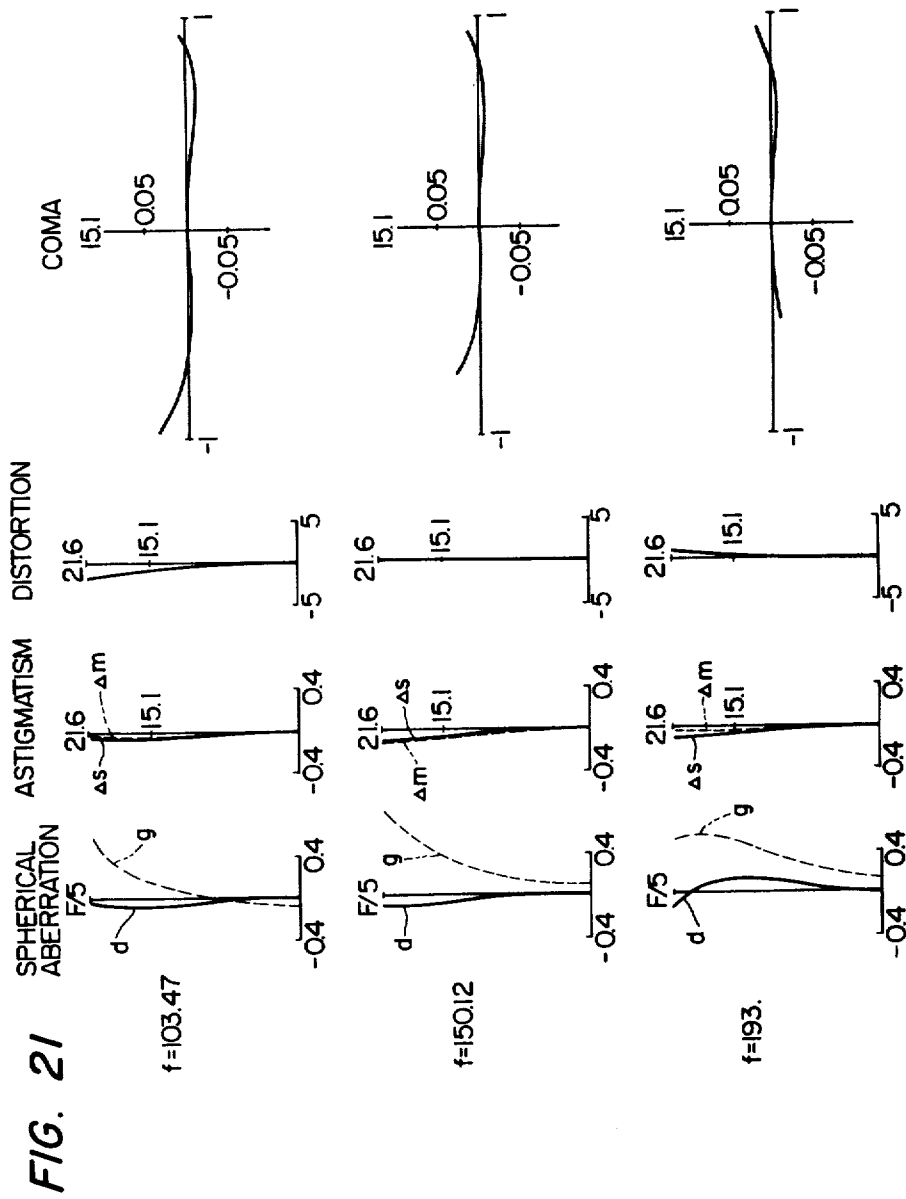 FIG. 21
SPHERICAL
ABERRATION
ASTIGMATISM
DISTORTION
COMA
f=103.47
F/5
d
g
-0.4 0.4
21.6
Δs
Δm
15.1
-0.4 0.4
21.6
15.1
-5 5
15.1
0.05
-0.05
-1 1
f=150.12
F/5
d
g
-0.4 0.4
21.6
Δs
Δm
15.1
-0.4 0.4
21.6
15.1
-5 5
15.1
0.05
-0.05
-1 1
f=193.
F/5
d
g
-0.4 0.4
21.6
Δs
Δm
15.1
-0.4 0.4
21.6
15.1
-5 5
15.1
0.05
-0.05
-1 1